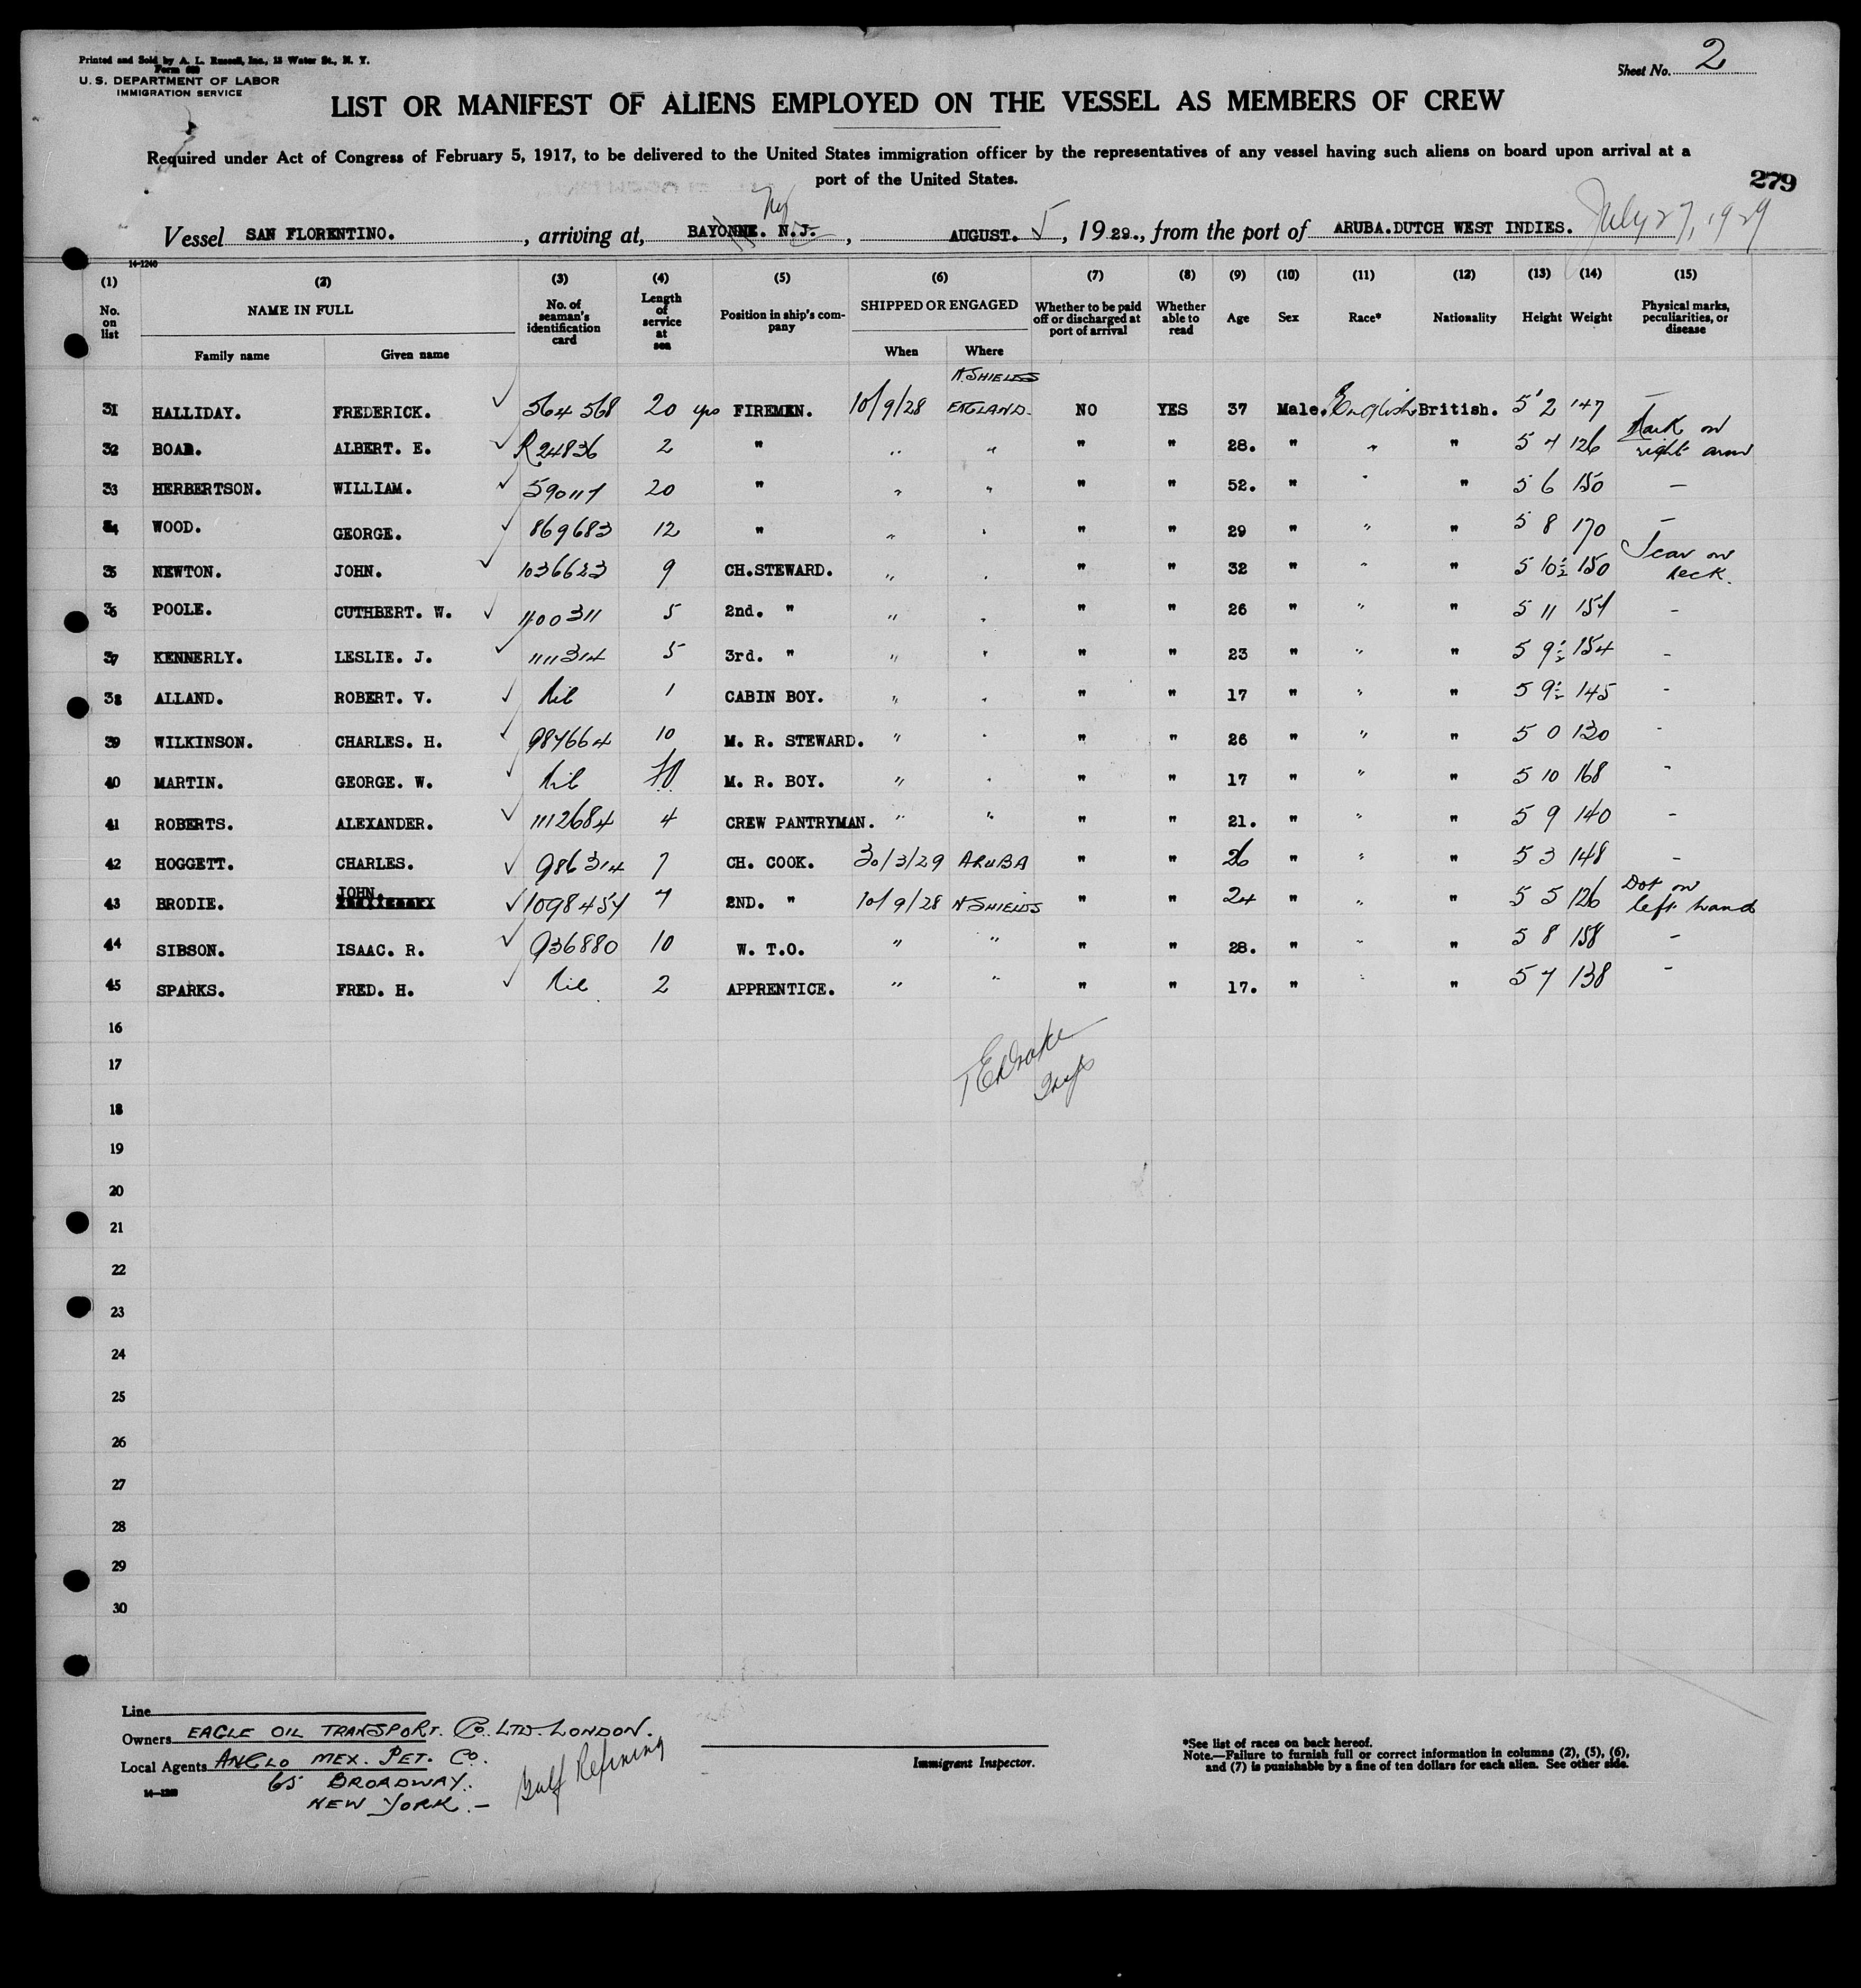 Printed and Sold by A. L. Russell, Inc., 15 Water St., N. Y.
Form 680
U. S. DEPARTMENT OF LABOR
IMMIGRATION SERVICE
Sheet No. 2
LIST OR MANIFEST OF ALIENS EMPLOYED ON THE VESSEL AS MEMBERS OF CREW
Required under Act of Congress of February 5, 1917, to be delivered to the United States immigration officer by the representatives of any vessel having such aliens on board upon arrival at a
port of the United States.
279
Vessel SAN FLORENTINO. , arriving at, BAYONNE. N.J. NY , AUGUST. 5 , 1929., from the port of ARUBA.DUTCH WEST INDIES. July 27, 1929
14-1240
(1) (2) (3) (4) (5) (6) (7) (8) (9) (10) (11) (12) (13) (14) (15)
No. on list NAME IN FULL Family name Given name No. of seaman's identification card Length of service at sea Position in ship's company SHIPPED OR ENGAGED When Where Whether to be paid off or discharged at port of arrival Whether able to read Age Sex Race* Nationality Height Weight Physical marks, peculiarities, or disease
31 HALLIDAY. FREDERICK. ✓ 564 568 20 yrs FIREMEN. 10/9/28 N. SHIELDS ENGLAND. NO YES 37 Male. English British. 5'2 147 —
32 BOAR. ALBERT. E. ✓ R24836 2 " " " " " 28. " " " 5 7 126 Mark on right arm
33 HERBERTSON. WILLIAM. ✓ 590117 20 " " " " " 52. " " " 5 6 150 —
34 WOOD. GEORGE. ✓ 869683 12 " " " " " 29 " " " 5 8 170 —
35 NEWTON. JOHN. ✓ 1036623 9 CH.STEWARD. " " " " 32 " " " 5 10½ 150 Scar on neck.
36 POOLE. CUTHBERT. W. ✓ 1100311 5 2nd. " " " " " 26 " " " 5 11 157 -
37 KENNERLY. LESLIE. J. ✓ 1111314 5 3rd. " " " " " 23 " " " 5 9½ 154 -
38 ALLAND. ROBERT. V. ✓ Nil 1 CABIN BOY. " " " " 17 " " " 5 9½ 145 -
39 WILKINSON. CHARLES. H. ✓ 987664 10 M. R. STEWARD. " " " " 26 " " " 5 0 130 -
40 MARTIN. GEORGE. W. ✓ Nil M. R. BOY. " " " " 17 " " " 5 10 168 -
41 ROBERTS. ALEXANDER. ✓ 1112684 4 CREW PANTRYMAN. " " " " 21. " " " 5 9 140 -
42 HOGGETT. CHARLES. ✓ 986314 7 CH. COOK. 30/3/29 ARUBA " " 26 " " " 5 3 148 -
43 BRODIE. JOHN. ✓ 1098457 7 2ND. " 10/9/28 N SHIELDS " " 24 " " " 5 5 126 Dot on left hand
44 SIBSON. ISAAC. R. ✓ 936880 10 W. T.O. " " " " 28. " " " 5 8 158 -
45 SPARKS. FRED. H. ✓ Nil 2 APPRENTICE. " " " " 17. " " " 5 7 138 -
16
17
18
19
20
21
22
23
24
25
26
27
28
29
30
T E Drake
Insp
Line
Owners EAGLE OIL TRANSPORT. Co. LTD. LONDON.
Local Agents ANGLO MEX. PET. Co.
65 BROADWAY.
NEW YORK. —
Gulf Refining
14-1240
Immigrant Inspector.
*See list of races on back hereof.
Note.—Failure to furnish full or correct information in columns (2), (5), (6),
and (7) is punishable by a fine of ten dollars for each alien. See other side.